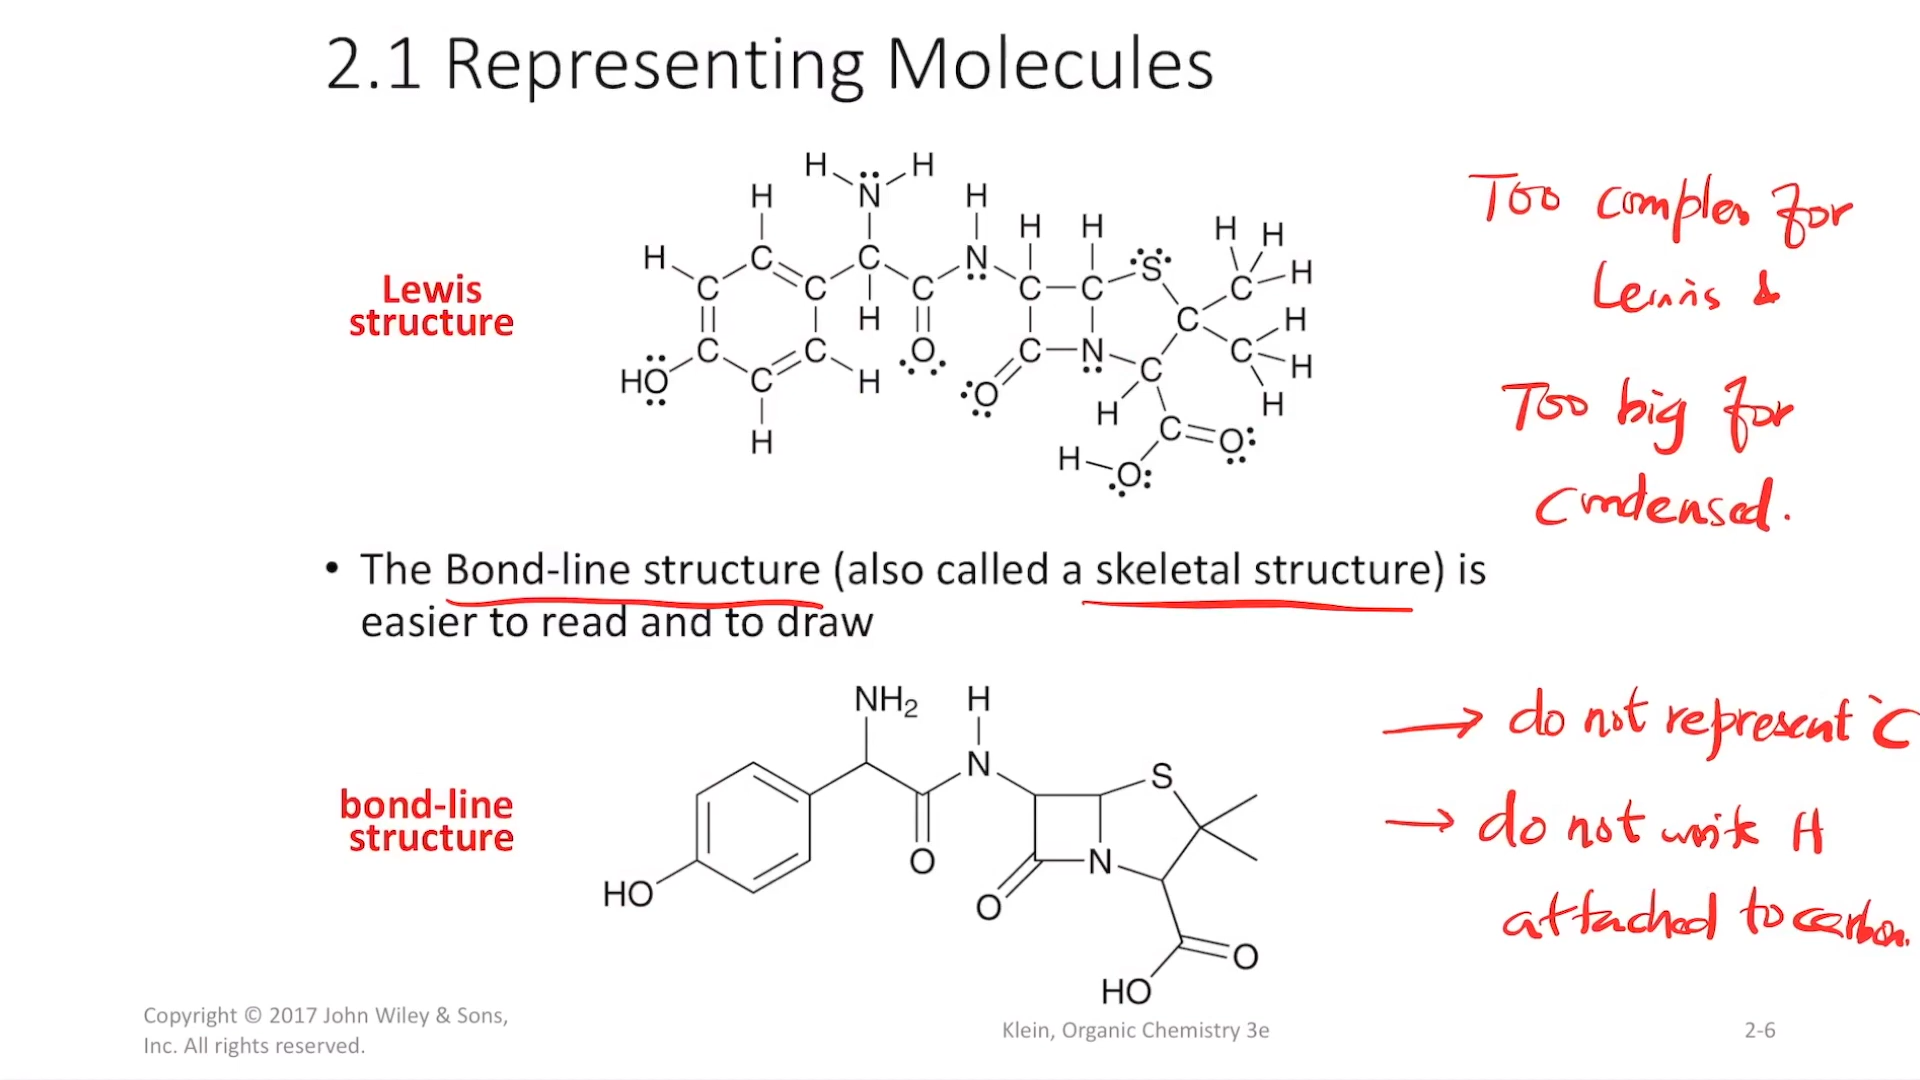 2.1 Representing Molecules
Lewis
structure
H N H
H H
H H H H
H C C N S H
C C C C C C
H C H
C C O C N C C H
HO C H O C H
H H
H C O
H O
Too complex for
Lewis &
Too big for
condensed.
• The Bond-line structure (also called a skeletal structure) is
easier to read and to draw
bond-line
structure
NH₂ H
N S
O N
HO O
O
HO
→ do not represent C
→ do not write H
attached to carbon.
Copyright © 2017 John Wiley & Sons,
Inc. All rights reserved.
Klein, Organic Chemistry 3e
2-6